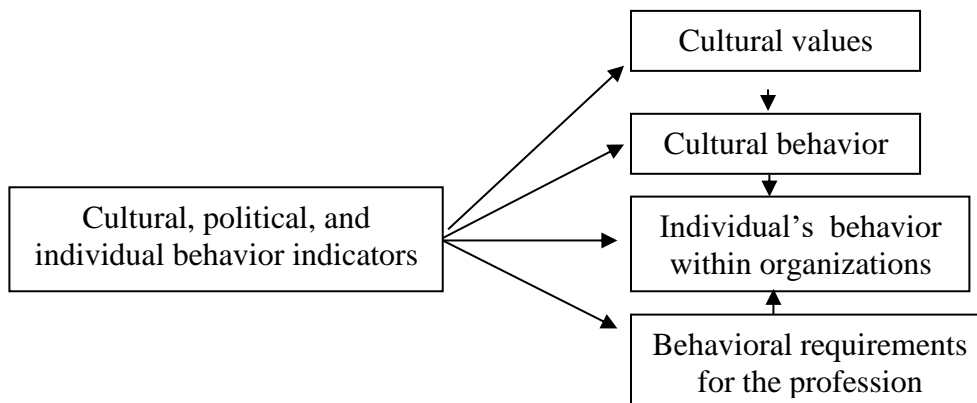 Cultural values
Cultural behavior
Cultural, political, and
individual behavior indicators
Individual’s behavior
within organizations
Behavioral requirements
for the profession